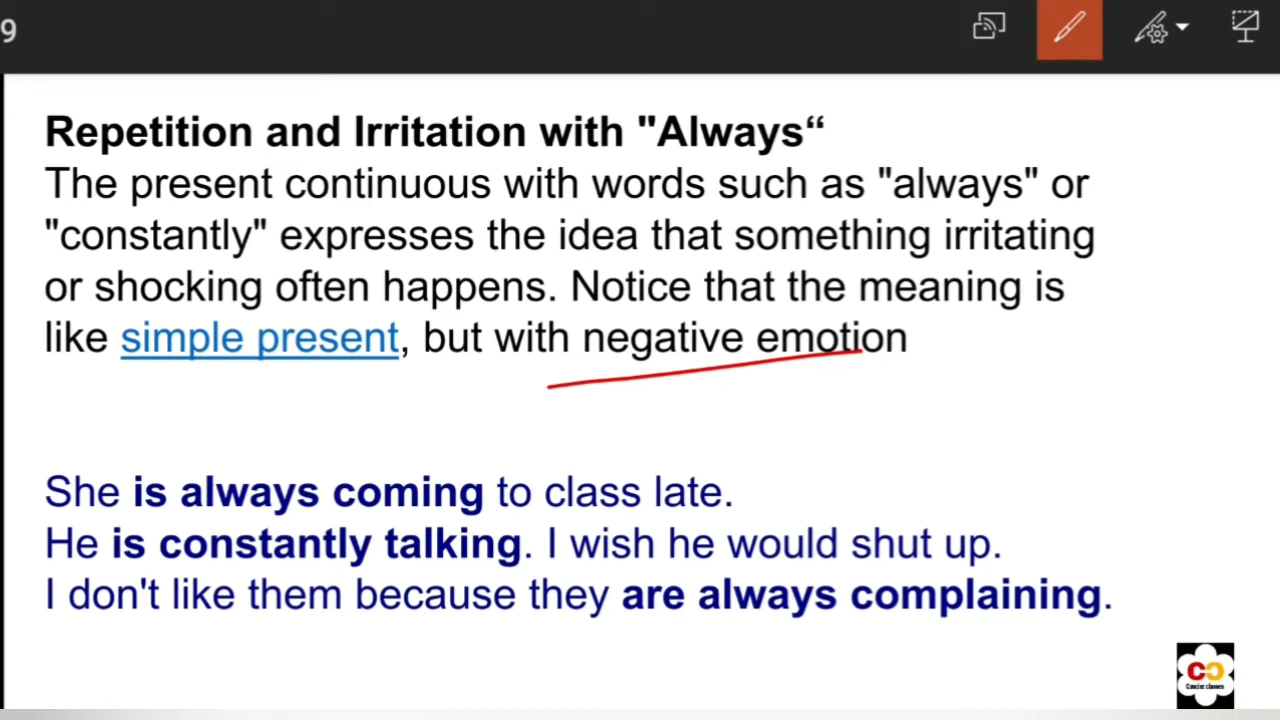 9
Repetition and Irritation with "Always“
The present continuous with words such as "always" or
"constantly" expresses the idea that something irritating
or shocking often happens. Notice that the meaning is
like simple present, but with negative emotion
She is always coming to class late.
He is constantly talking. I wish he would shut up.
I don't like them because they are always complaining.
Concise classes